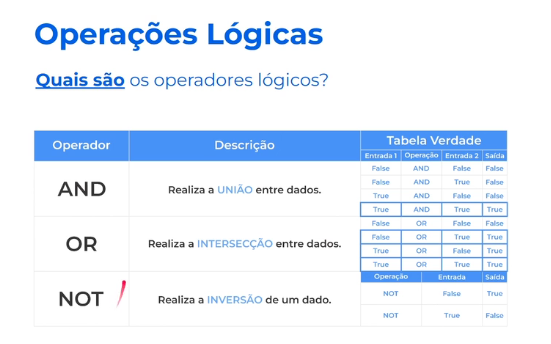 Operações Lógicas
Quais são os operadores lógicos?
Operador Descrição Tabela Verdade
Entrada 1 Operação Entrada 2 Saída
AND Realiza a UNIÃO entre dados.
False AND False False
False AND True False
True AND False False
True AND True True
OR Realiza a INTERSECÇÃO entre dados.
False OR False False
False OR True True
True OR False True
True OR True True
Operação Entrada Saída
NOT Realiza a INVERSÃO de um dado.
NOT False True
NOT True False